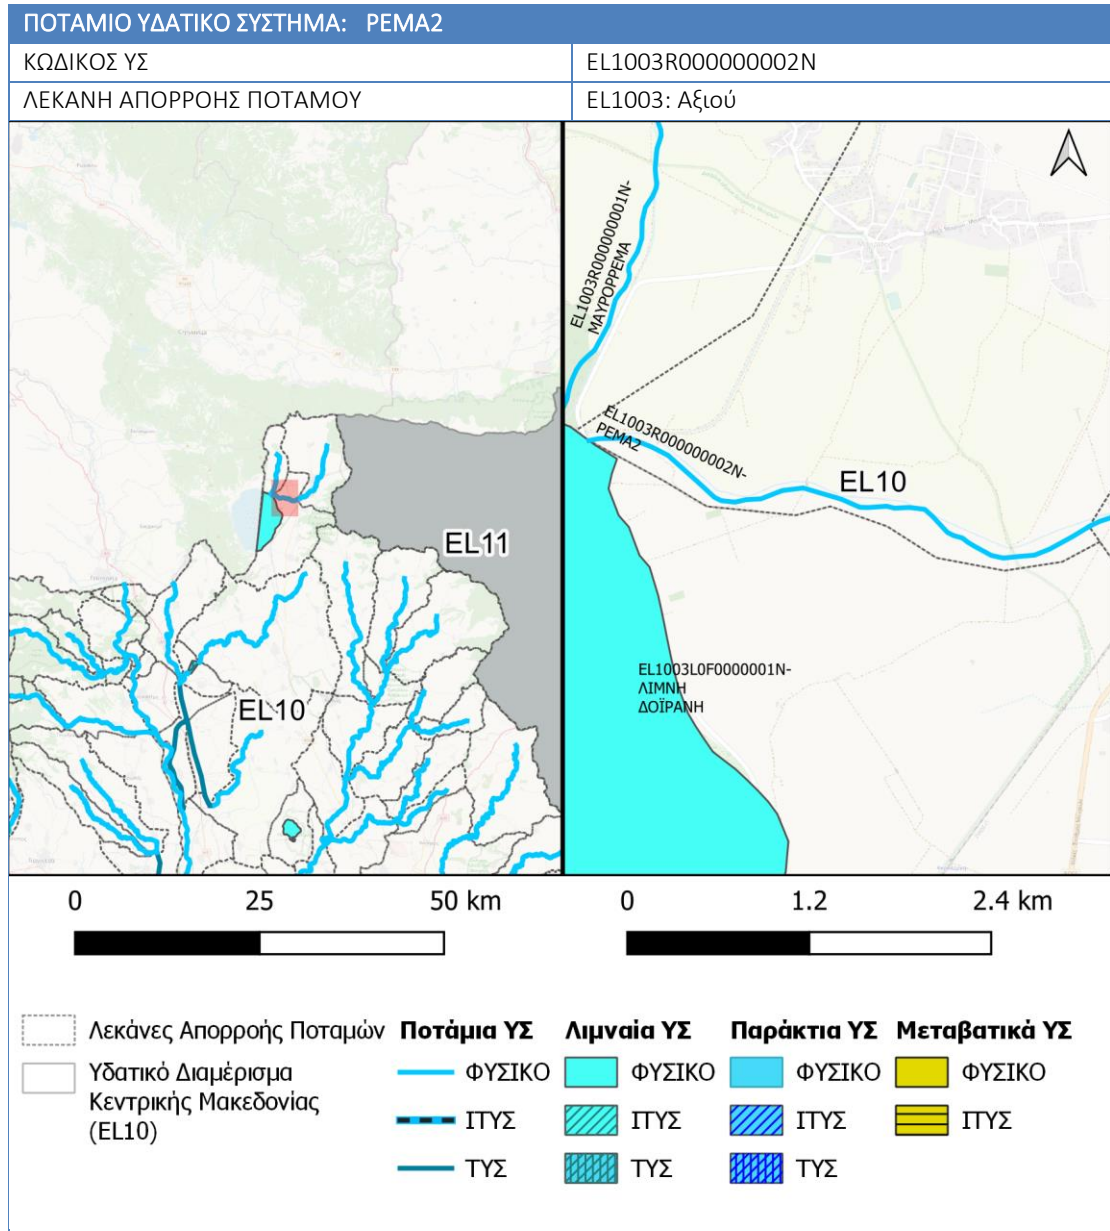 ΠΟΤΑΜΙΟ ΥΔΑΤΙΚΟ ΣΥΣΤΗΜΑ: ΡΕΜΑ2
ΚΩΔΙΚΟΣ ΥΣ EL1003R000000002N
ΛΕΚΑΝΗ ΑΠΟΡΡΟΗΣ ΠΟΤΑΜΟΥ EL1003: Αξιού
EL11
EL10
EL1003R000000001N-
ΜΑΥΡΟΡΡΕΜΑ
EL1003R000000002N-
ΡΕΜΑ2
EL10
EL1003L0F0000001N-
ΛΙΜΝΗ
ΔΟΪΡΑΝΗ
0 25 50 km
0 1.2 2.4 km
Λεκάνες Απορροής Ποταμών
Υδατικό Διαμέρισμα
Κεντρικής Μακεδονίας
(EL10)
Ποτάμια ΥΣ
ΦΥΣΙΚΟ
ΙΤΥΣ
ΤΥΣ
Λιμναία ΥΣ
ΦΥΣΙΚΟ
ΙΤΥΣ
ΤΥΣ
Παράκτια ΥΣ
ΦΥΣΙΚΟ
ΙΤΥΣ
ΤΥΣ
Μεταβατικά ΥΣ
ΦΥΣΙΚΟ
ΙΤΥΣ